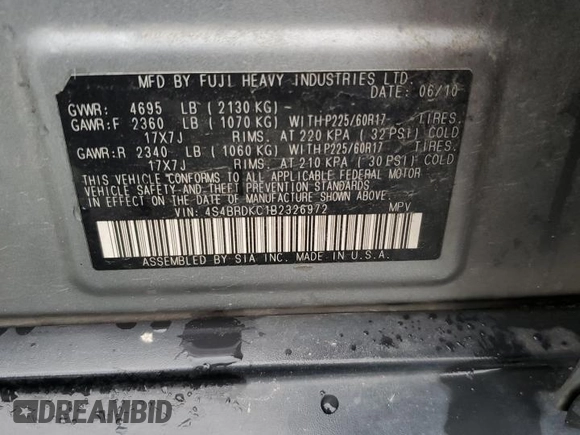 MFD BY FUJI HEAVY INDUSTRIES LTD.
DATE: 06/10
GVWR: 4695 LB (2130 KG)
GAWR:F 2360 LB (1070 KG) WITH P225/60R17 TIRES.
17X7J RIMS. AT 220 KPA (32 PSI) COLD
GAWR:R 2340 LB (1060 KG) WITH P225/60R17 TIRES.
17X7J RIMS. AT 210 KPA (30 PSI) COLD
THIS VEHICLE CONFORMS TO ALL APPLICABLE FEDERAL MOTOR
VEHICLE SAFETY AND THEFT PREVENTION STANDARDS IN EFFECT
ON THE DATE OF MANUFACTURE SHOWN ABOVE.
VIN: 4S4BRDKC1B2326972 MPV
ASSEMBLED BY SIA INC. MADE IN U.S.A.
DREAMBID